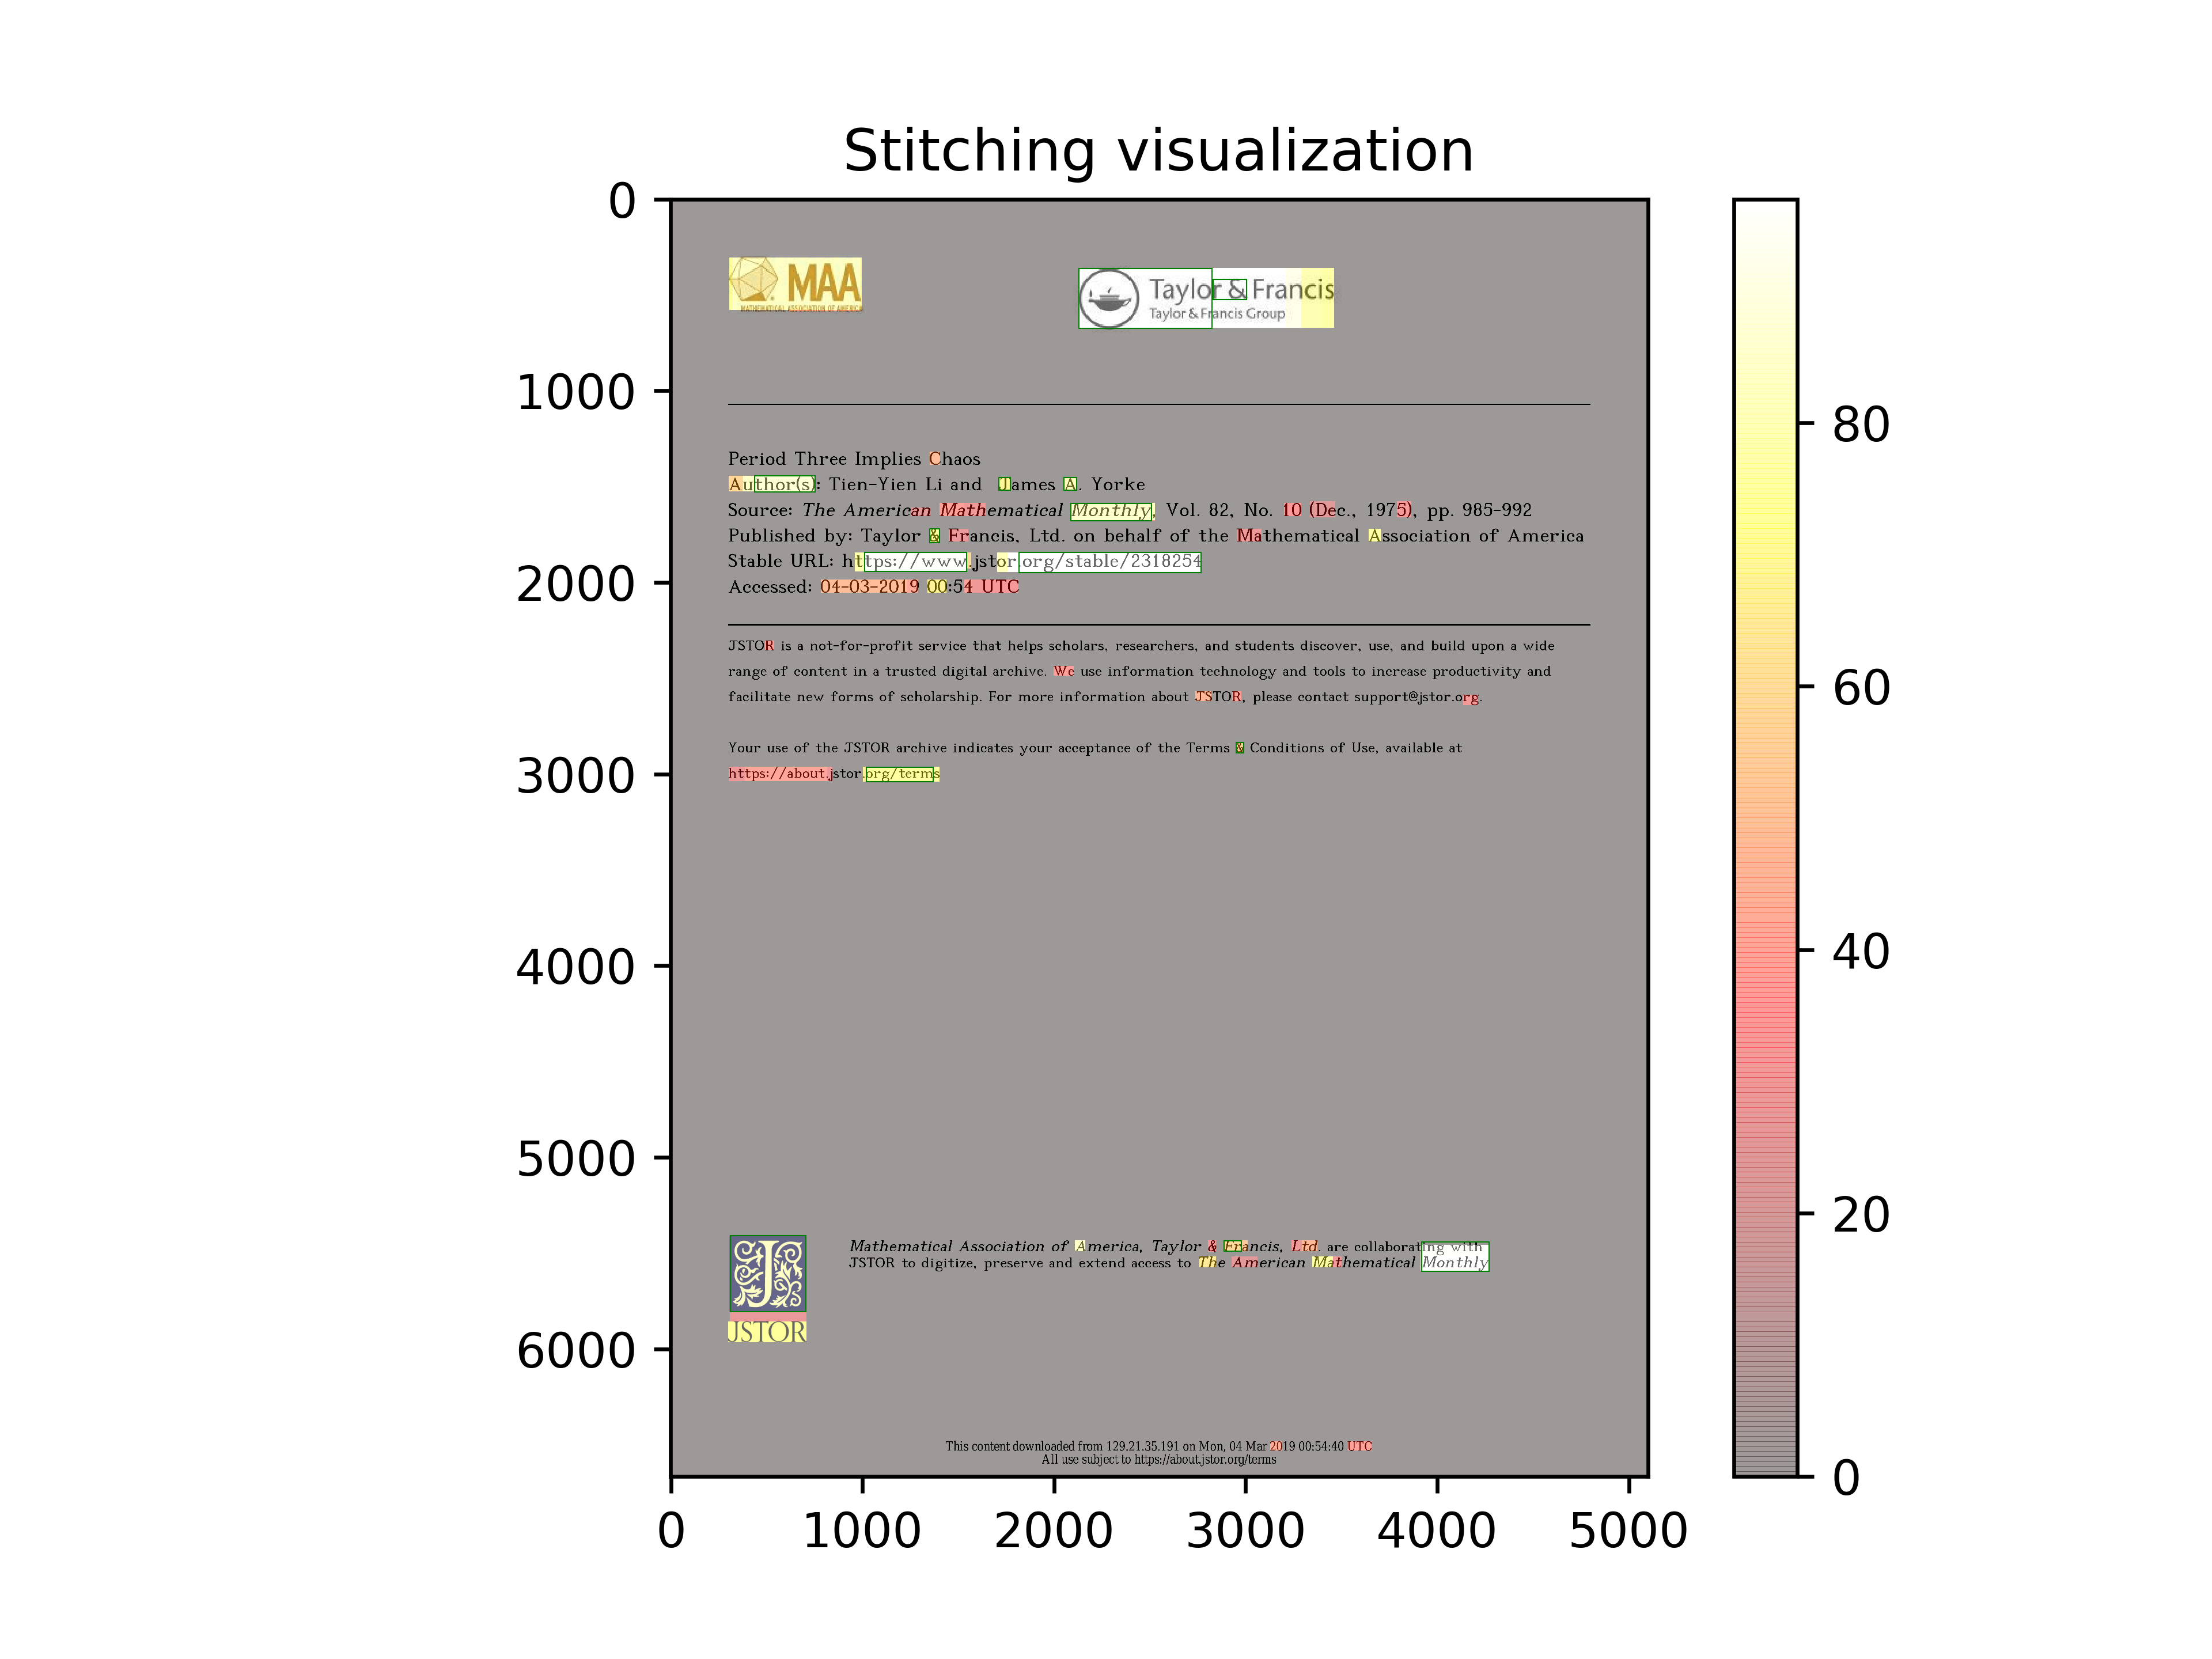 Stitching visualization
0
1000
2000
3000
4000
5000
6000
0 1000 2000 3000 4000 5000
80
60
40
20
0
MAA
MATHEMATICAL ASSOCIATION OF AMERICA
Taylor & Francis
Taylor & Francis Group
Period Three Implies Chaos
Author(s): Tien-Yien Li and James A. Yorke
Source: The American Mathematical Monthly, Vol. 82, No. 10 (Dec., 1975), pp. 985-992
Published by: Taylor & Francis, Ltd. on behalf of the Mathematical Association of America
Stable URL: https://www.jstor.org/stable/2318254
Accessed: 04-03-2019 00:54 UTC
JSTOR is a not-for-profit service that helps scholars, researchers, and students discover, use, and build upon a wide
range of content in a trusted digital archive. We use information technology and tools to increase productivity and
facilitate new forms of scholarship. For more information about JSTOR, please contact support@jstor.org.
Your use of the JSTOR archive indicates your acceptance of the Terms & Conditions of Use, available at
https://about.jstor.org/terms
Mathematical Association of America, Taylor & Francis, Ltd. are collaborating with
JSTOR to digitize, preserve and extend access to The American Mathematical Monthly
J
JSTOR
This content downloaded from 129.21.35.191 on Mon, 04 Mar 2019 00:54:40 UTC
All use subject to https://about.jstor.org/terms